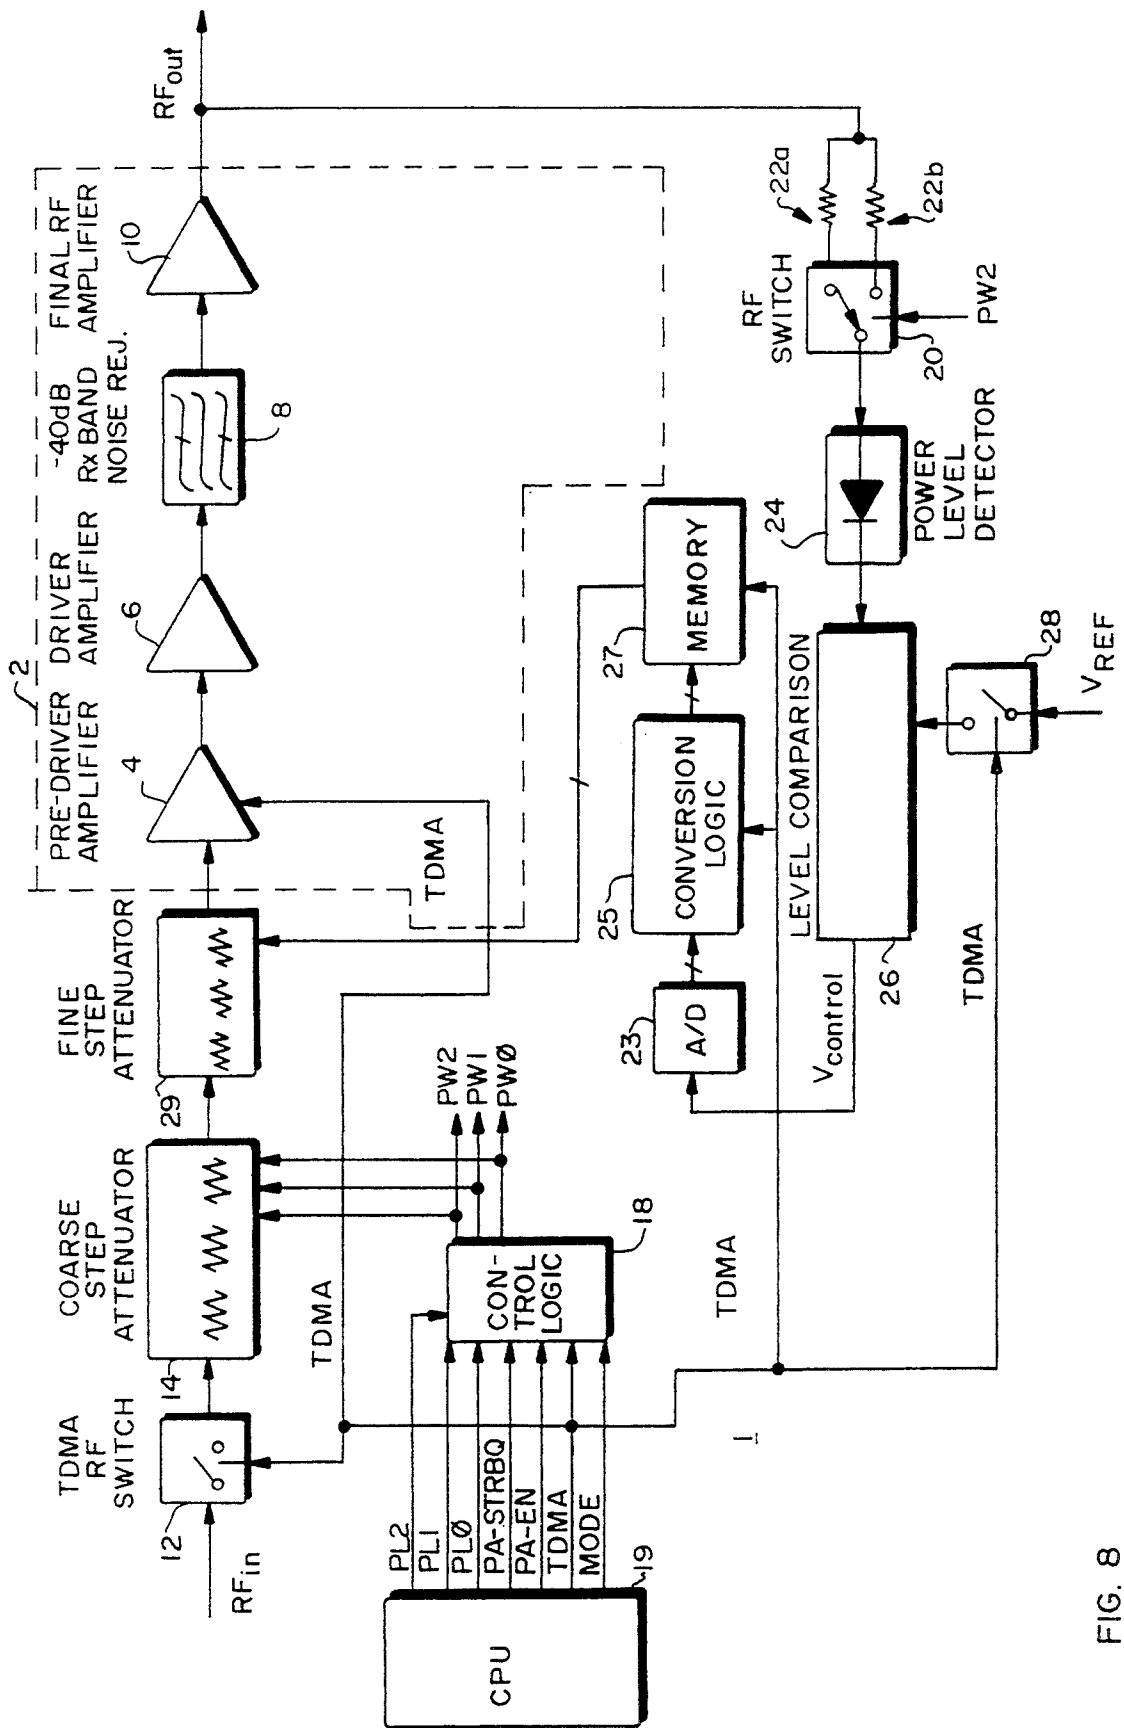 2
PRE-DRIVER
AMPLIFIER
DRIVER
AMPLIFIER
-40dB
Rx BAND
NOISE REJ.
FINAL RF
AMPLIFIER
4
6
8
10
RFout
TDMA
RF
SWITCH
COARSE
STEP
ATTENUATOR
FINE
STEP
ATTENUATOR
12
14
29
RFin
TDMA
TDMA
PW2
PW1
PWØ
CON-
TROL
LOGIC
18
CPU
19
PL2
PL1
PLØ
PA-STRBQ
PA-EN
TDMA
MODE
1
TDMA
23
A/D
25
CONVERSION
LOGIC
27
MEMORY
Vcontrol
LEVEL COMPARISON
26
TDMA
28
VREF
24
POWER
LEVEL
DETECTOR
RF
SWITCH
20
PW2
22a
22b
FIG. 8